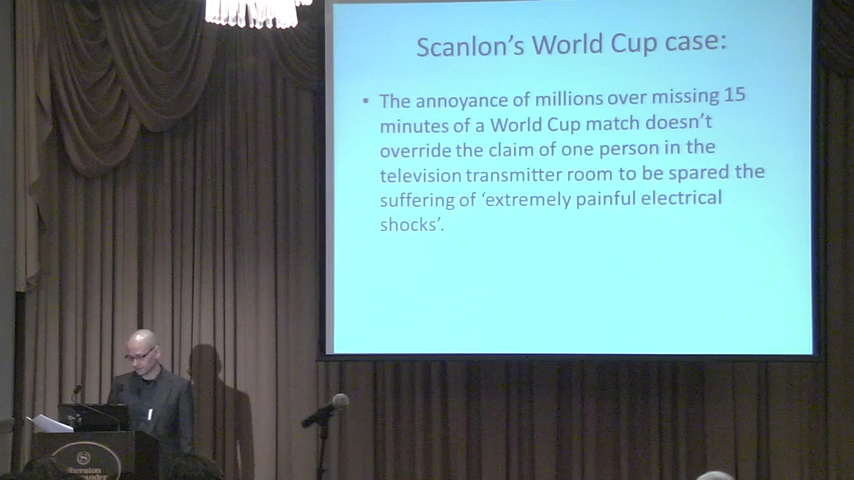 Scanlon's World Cup case:
• The annoyance of millions over missing 15
minutes of a World Cup match doesn't
override the claim of one person in the
television transmitter room to be spared the
suffering of 'extremely painful electrical
shocks'.
Sheraton